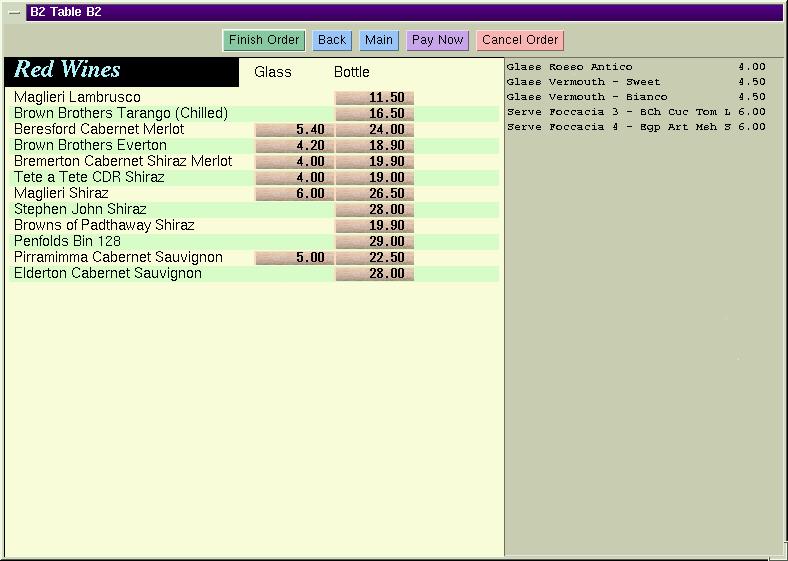 B2 Table B2
Finish Order Back Main Pay Now Cancel Order
Red Wines Glass Bottle
Maglieri Lambrusco 11.50
Brown Brothers Tarango (Chilled) 16.50
Beresford Cabernet Merlot 5.40 24.00
Brown Brothers Everton 4.20 18.90
Bremerton Cabernet Shiraz Merlot 4.00 19.90
Tete a Tete CDR Shiraz 4.00 19.00
Maglieri Shiraz 6.00 26.50
Stephen John Shiraz 28.00
Browns of Padthaway Shiraz 19.90
Penfolds Bin 128 29.00
Pirramimma Cabernet Sauvignon 5.00 22.50
Elderton Cabernet Sauvignon 28.00
Glass Rosso Antico 4.00
Glass Vermouth - Sweet 4.50
Glass Vermouth - Bianco 4.50
Serve Foccacia 3 - BCh Cuc Tom L 6.00
Serve Foccacia 4 - Egp Art Meh S 6.00